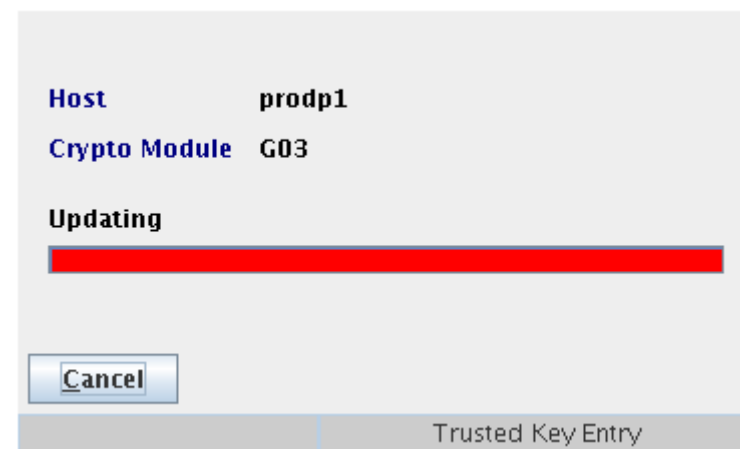 Host prodp1
Crypto Module G03
Updating
Cancel
Trusted Key Entry